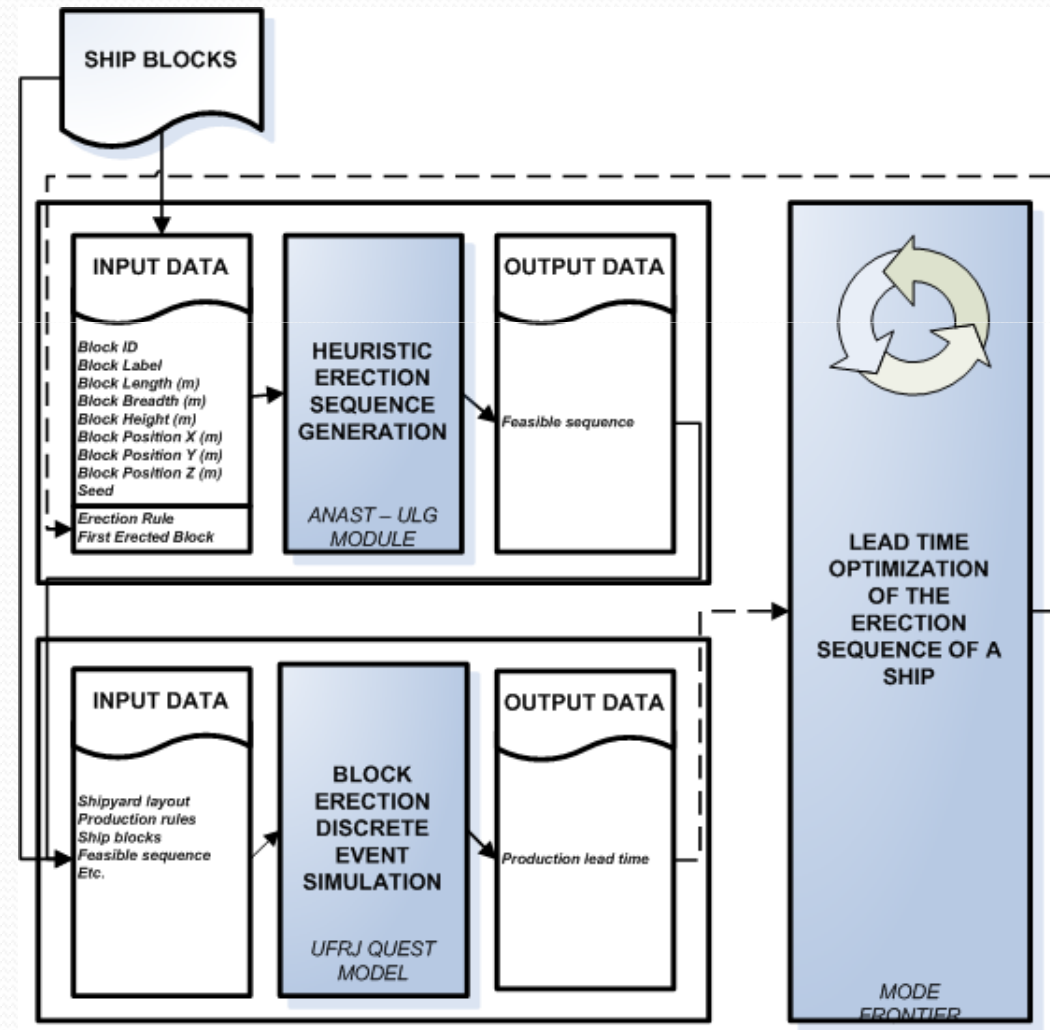 SHIP BLOCKS
INPUT DATA
Block ID
Block Label
Block Length (m)
Block Breadth (m)
Block Height (m)
Block Position X (m)
Block Position Y (m)
Block Position Z (m)
Seed
Erection Rule
First Erected Block
HEURISTIC
ERECTION
SEQUENCE
GENERATION
ANAST – ULG
MODULE
OUTPUT DATA
Feasible sequence
INPUT DATA
Shipyard layout
Production rules
Ship blocks
Feasible sequence
Etc.
BLOCK
ERECTION
DISCRETE
EVENT
SIMULATION
UFRJ QUEST
MODEL
OUTPUT DATA
Production lead time
LEAD TIME
OPTIMIZATION
OF THE
ERECTION
SEQUENCE OF A
SHIP
MODE
FRONTIER